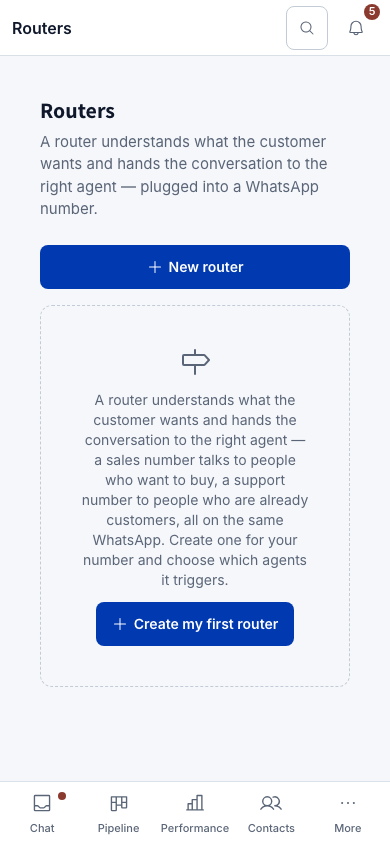 Routers
5
Routers
A router understands what the customer
wants and hands the conversation to the
right agent — plugged into a WhatsApp
number.
New router
A router understands what the
customer wants and hands the
conversation to the right agent —
a sales number talks to people
who want to buy, a support
number to people who are already
customers, all on the same
WhatsApp. Create one for your
number and choose which agents
it triggers.
Create my first router
Chat
Pipeline
Performance
Contacts
More